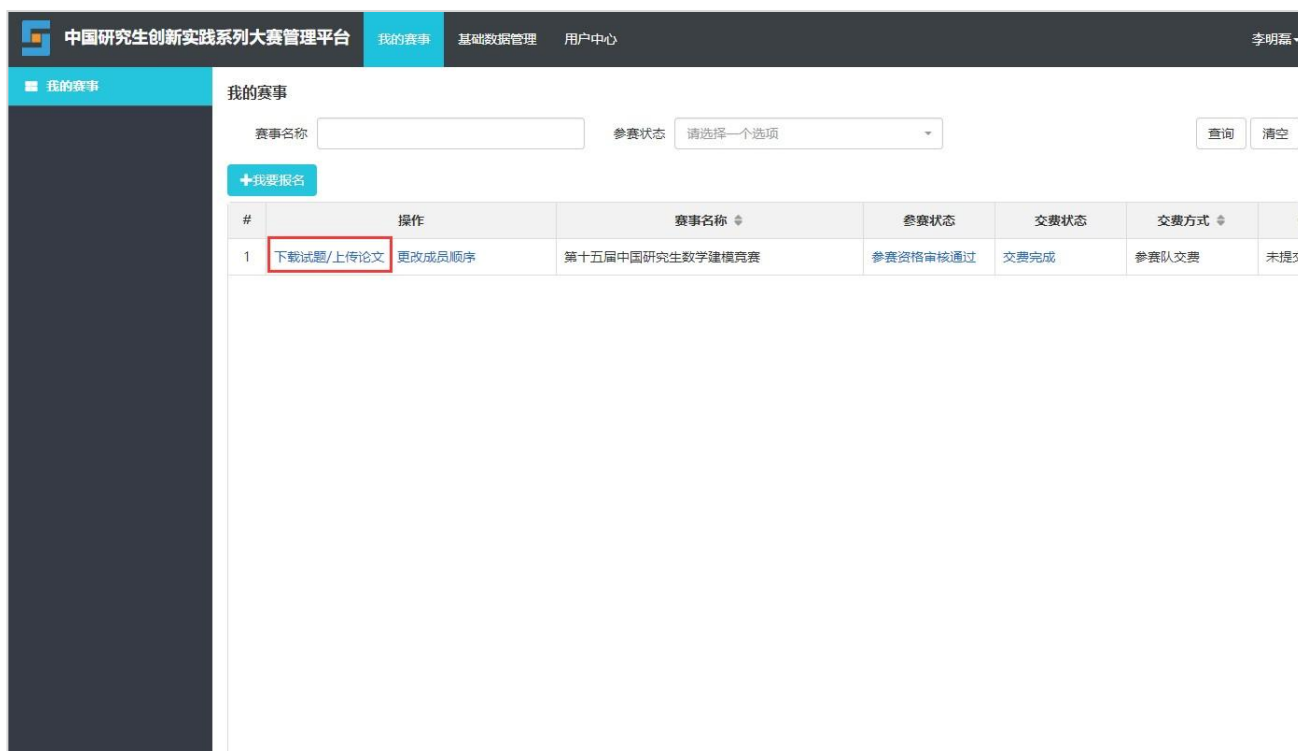 中国研究生创新实践系列大赛管理平台 我的赛事 基础数据管理 用户中心 李明磊
我的赛事
我的赛事
赛事名称 参赛状态 请选择一个选项 查询 清空
+我要报名
# 操作 赛事名称 参赛状态 交费状态 交费方式
1 下载试题/上传论文 更改成员顺序 第十五届中国研究生数学建模竞赛 参赛资格审核通过 交费完成 参赛队交费 未提交